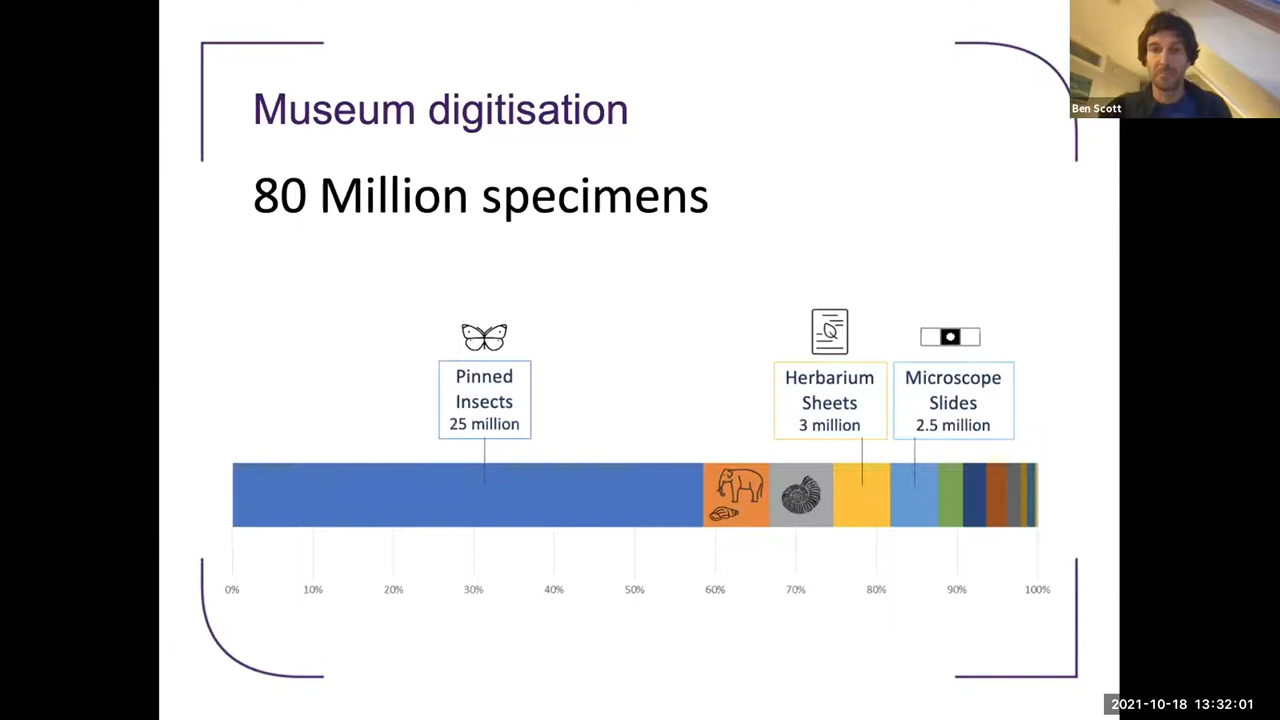 Museum digitisation
80 Million specimens
Pinned
Insects
25 million
Herbarium
Sheets
3 million
Microscope
Slides
2.5 million
0% 10% 20% 30% 40% 50% 60% 70% 80% 90% 100%
Ben Scott
2021-10-18 13:32:01